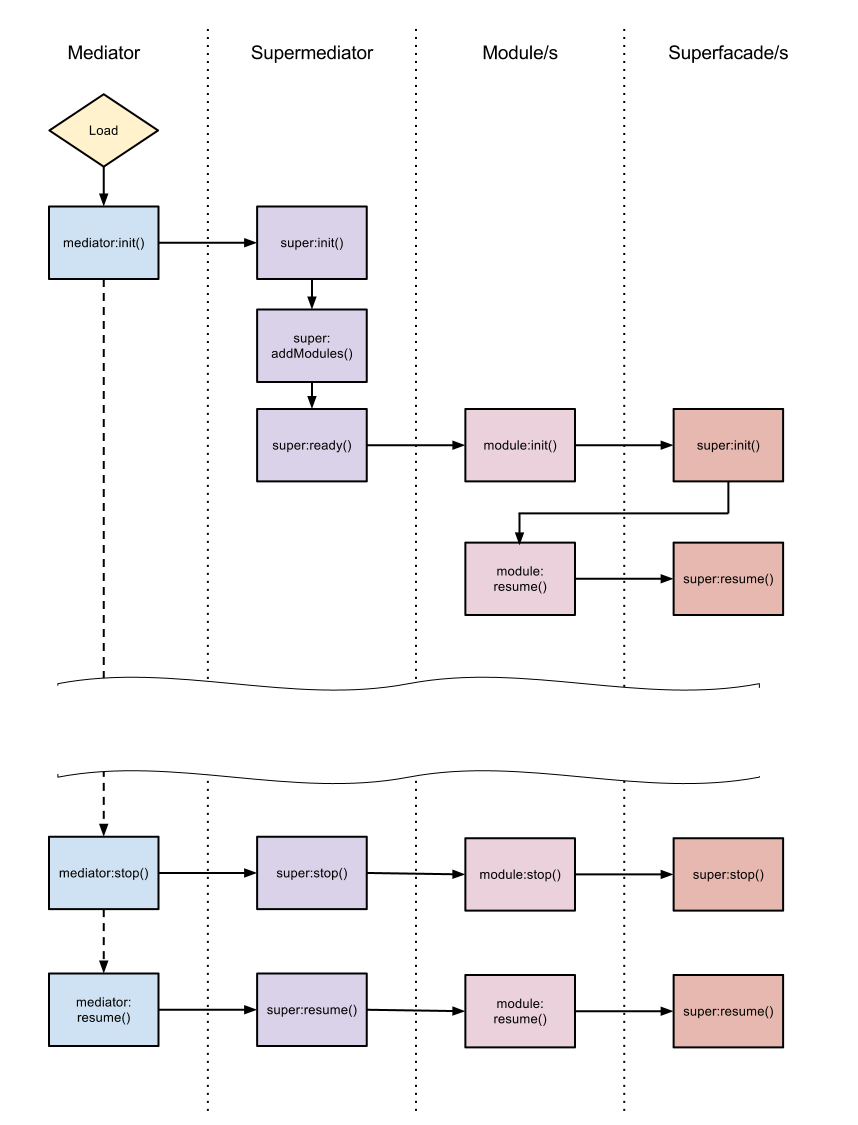 Mediator
Supermediator
Module/s
Superfacade/s
Load
mediator:init()
super:init()
super:
addModules()
super:ready()
module:init()
super:init()
module:
resume()
super:resume()
mediator:stop()
super:stop()
module:stop()
super:stop()
mediator:
resume()
super:resume()
module:
resume()
super:resume()